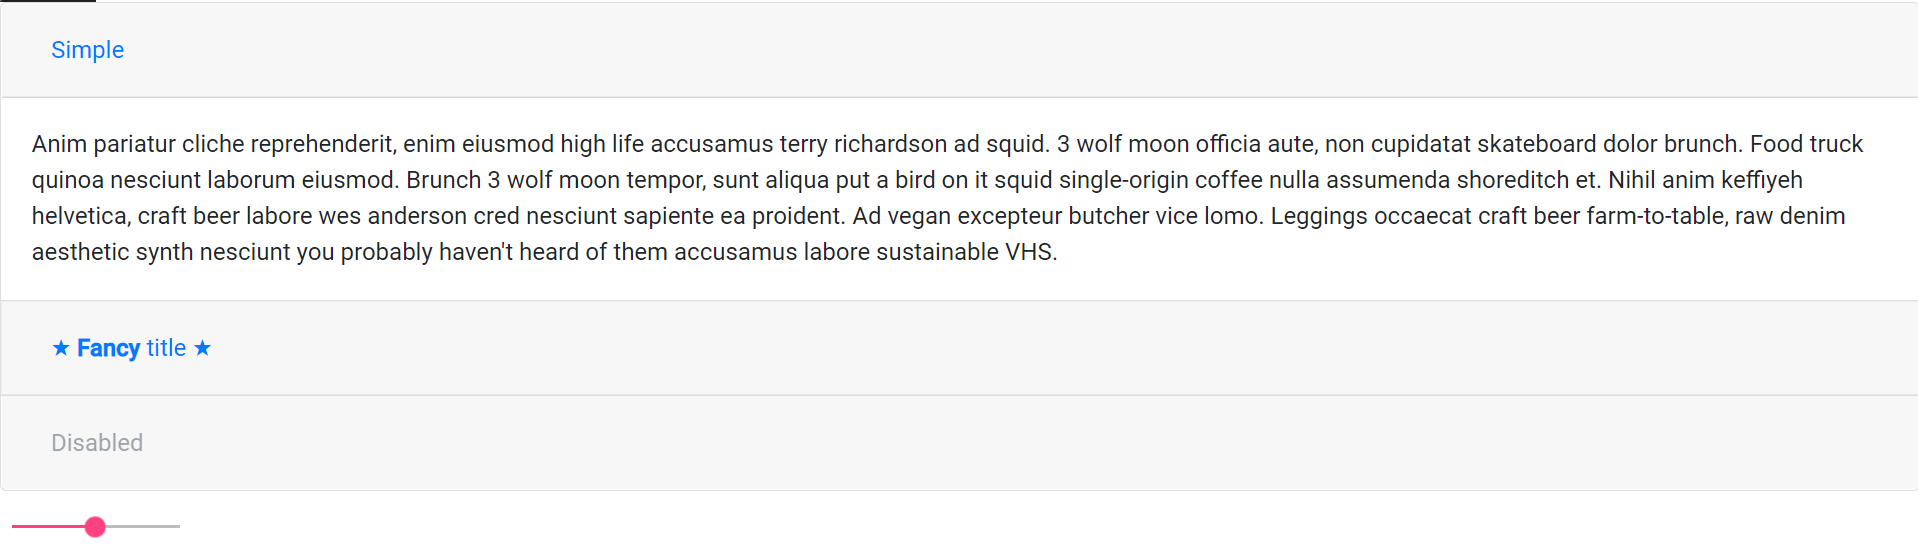 Simple
Anim pariatur cliche reprehenderit, enim eiusmod high life accusamus terry richardson ad squid. 3 wolf moon officia aute, non cupidatat skateboard dolor brunch. Food truck
quinoa nesciunt laborum eiusmod. Brunch 3 wolf moon tempor, sunt aliqua put a bird on it squid single-origin coffee nulla assumenda shoreditch et. Nihil anim keffiyeh
helvetica, craft beer labore wes anderson cred nesciunt sapiente ea proident. Ad vegan excepteur butcher vice lomo. Leggings occaecat craft beer farm-to-table, raw denim
aesthetic synth nesciunt you probably haven't heard of them accusamus labore sustainable VHS.
★ Fancy title ★
Disabled